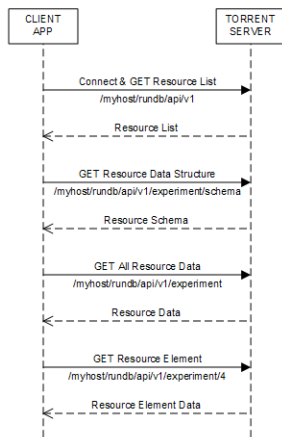 CLIENT
APP
TORRENT
SERVER
Connect & GET Resource List
/myhost/rundb/api/v1
Resource List
GET Resource Data Structure
/myhost/rundb/api/v1/experiment/schema
Resource Schema
GET All Resource Data
/myhost/rundb/api/v1/experiment
Resource Data
GET Resource Element
/myhost/rundb/api/v1/experiment/4
Resource Element Data